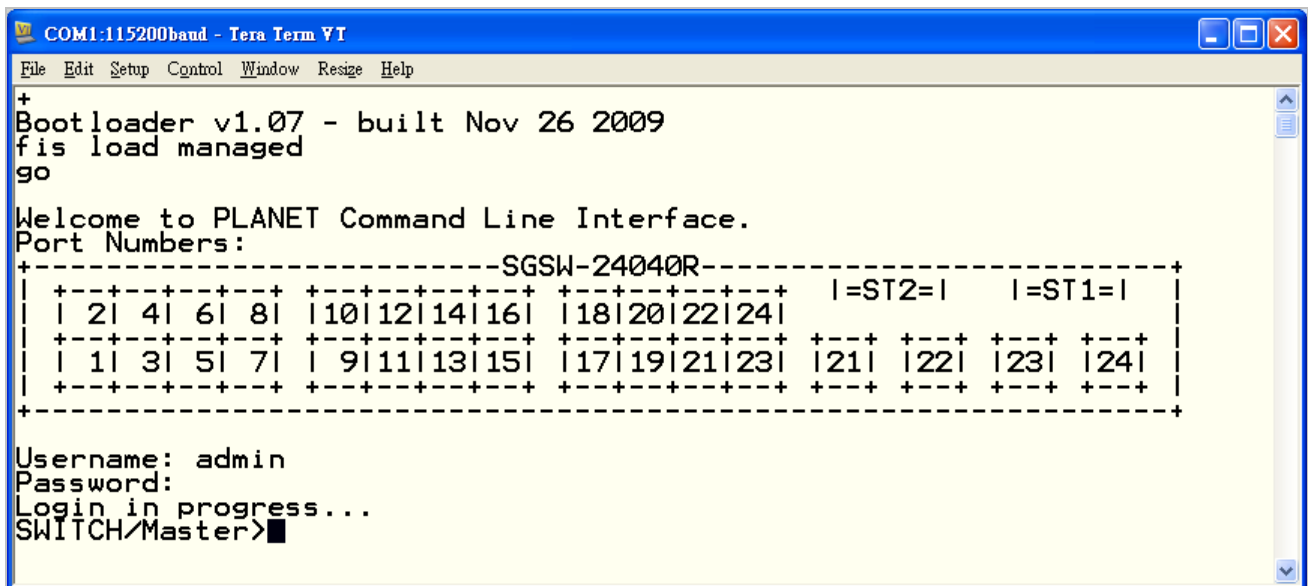 COM1:115200baud - Tera Term VT
File Edit Setup Control Window Resize Help
+
Bootloader v1.07 - built Nov 26 2009
fis load managed
go
Welcome to PLANET Command Line Interface.
Port Numbers:
+--------------------------SGSW-24040R--------------------------+
|  +--+--+--+--+ +--+--+--+--+ +--+--+--+--+  |=ST2=|   |=ST1=|  |
|  | 2| 4| 6| 8| |10|12|14|16| |18|20|22|24|                    |
|  +--+--+--+--+ +--+--+--+--+ +--+--+--+--+ +--+ +--+ +--+ +--+ |
|  | 1| 3| 5| 7| | 9|11|13|15| |17|19|21|23| |21| |22| |23| |24| |
|  +--+--+--+--+ +--+--+--+--+ +--+--+--+--+ +--+ +--+ +--+ +--+ |
+---------------------------------------------------------------+
Username: admin
Password:
Login in progress...
SWITCH/Master>